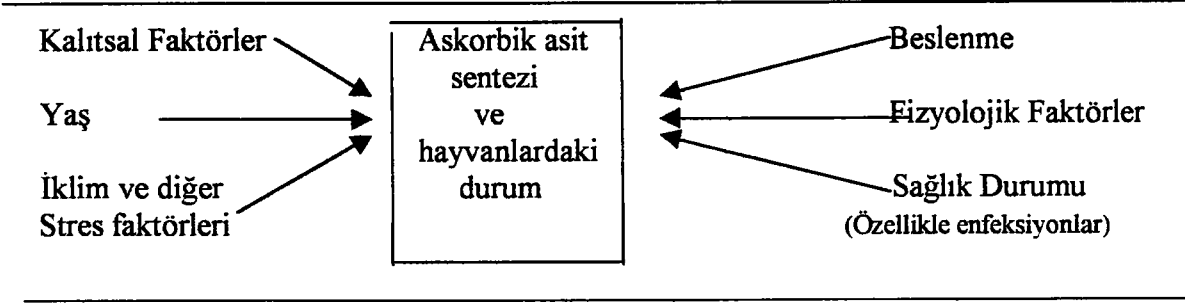 Kalıtsal Faktörler
Yaş
İklim ve diğer
Stres faktörleri
Askorbik asit
sentezi
ve
hayvanlardaki
durum
Beslenme
Fizyolojik Faktörler
Sağlık Durumu
(Özellikle enfeksiyonlar)